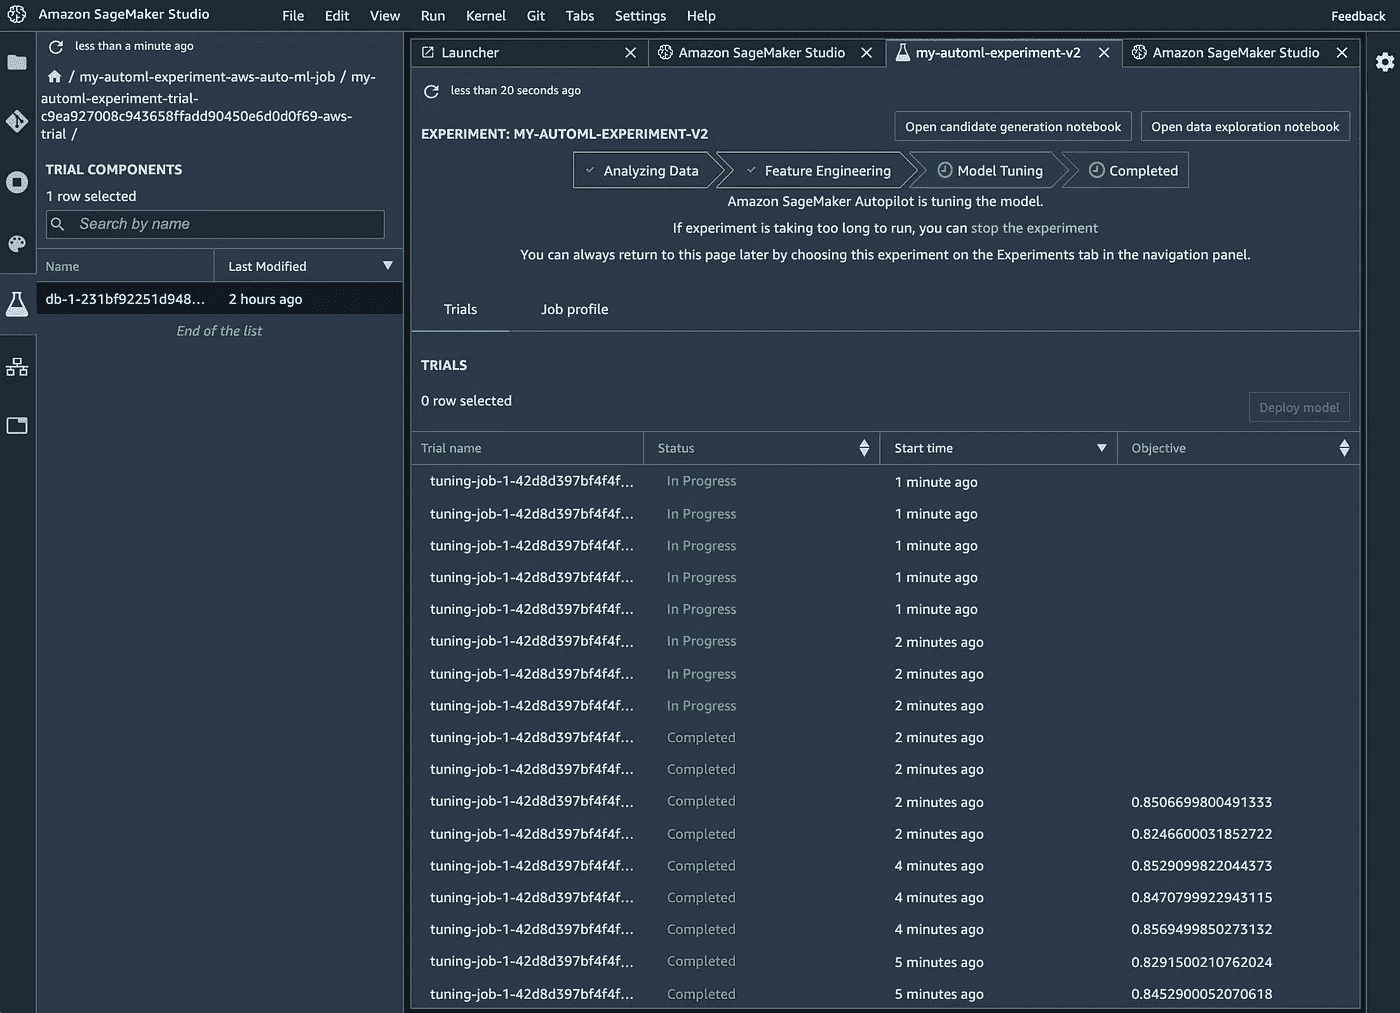 Amazon SageMaker Studio
File Edit View Run Kernel Git Tabs Settings Help
Feedback
less than a minute ago
/ my-automl-experiment-aws-auto-ml-job / my-
automl-experiment-trial-
c9ea927008c943658ffadd90450e6d0d0f69-aws-
trial /
TRIAL COMPONENTS
1 row selected
Search by name
Name Last Modified
db-1-231bf92251d948... 2 hours ago
End of the list
Launcher
Amazon SageMaker Studio
my-automl-experiment-v2
Amazon SageMaker Studio
less than 20 seconds ago
EXPERIMENT: MY-AUTOML-EXPERIMENT-V2
Open candidate generation notebook
Open data exploration notebook
Analyzing Data
Feature Engineering
Model Tuning
Completed
Amazon SageMaker Autopilot is tuning the model.
If experiment is taking too long to run, you can stop the experiment
You can always return to this page later by choosing this experiment on the Experiments tab in the navigation panel.
Trials Job profile
TRIALS
0 row selected
Deploy model
Trial name Status Start time Objective
tuning-job-1-42d8d397bf4f4f... In Progress 1 minute ago
tuning-job-1-42d8d397bf4f4f... In Progress 1 minute ago
tuning-job-1-42d8d397bf4f4f... In Progress 1 minute ago
tuning-job-1-42d8d397bf4f4f... In Progress 1 minute ago
tuning-job-1-42d8d397bf4f4f... In Progress 1 minute ago
tuning-job-1-42d8d397bf4f4f... In Progress 2 minutes ago
tuning-job-1-42d8d397bf4f4f... In Progress 2 minutes ago
tuning-job-1-42d8d397bf4f4f... In Progress 2 minutes ago
tuning-job-1-42d8d397bf4f4f... Completed 2 minutes ago
tuning-job-1-42d8d397bf4f4f... Completed 2 minutes ago
tuning-job-1-42d8d397bf4f4f... Completed 2 minutes ago 0.8506699800491333
tuning-job-1-42d8d397bf4f4f... Completed 2 minutes ago 0.8246600031852722
tuning-job-1-42d8d397bf4f4f... Completed 4 minutes ago 0.8529099822044373
tuning-job-1-42d8d397bf4f4f... Completed 4 minutes ago 0.8470799922943115
tuning-job-1-42d8d397bf4f4f... Completed 4 minutes ago 0.8569499850273132
tuning-job-1-42d8d397bf4f4f... Completed 5 minutes ago 0.8291500210762024
tuning-job-1-42d8d397bf4f4f... Completed 5 minutes ago 0.8452900052070618